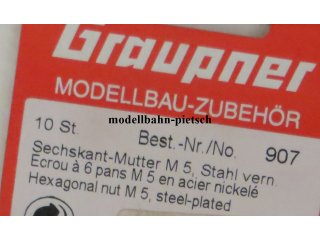 Graupner
MODELLBAU-ZUBEHÖR
modellbahn-pietsch
10 St. Best.-Nr./No. 907
Sechskant-Mutter M 5, Stahl vern.
Ecrou à 6 pans M 5 en acier nickelé
Hexagonal nut M 5, steel-plated